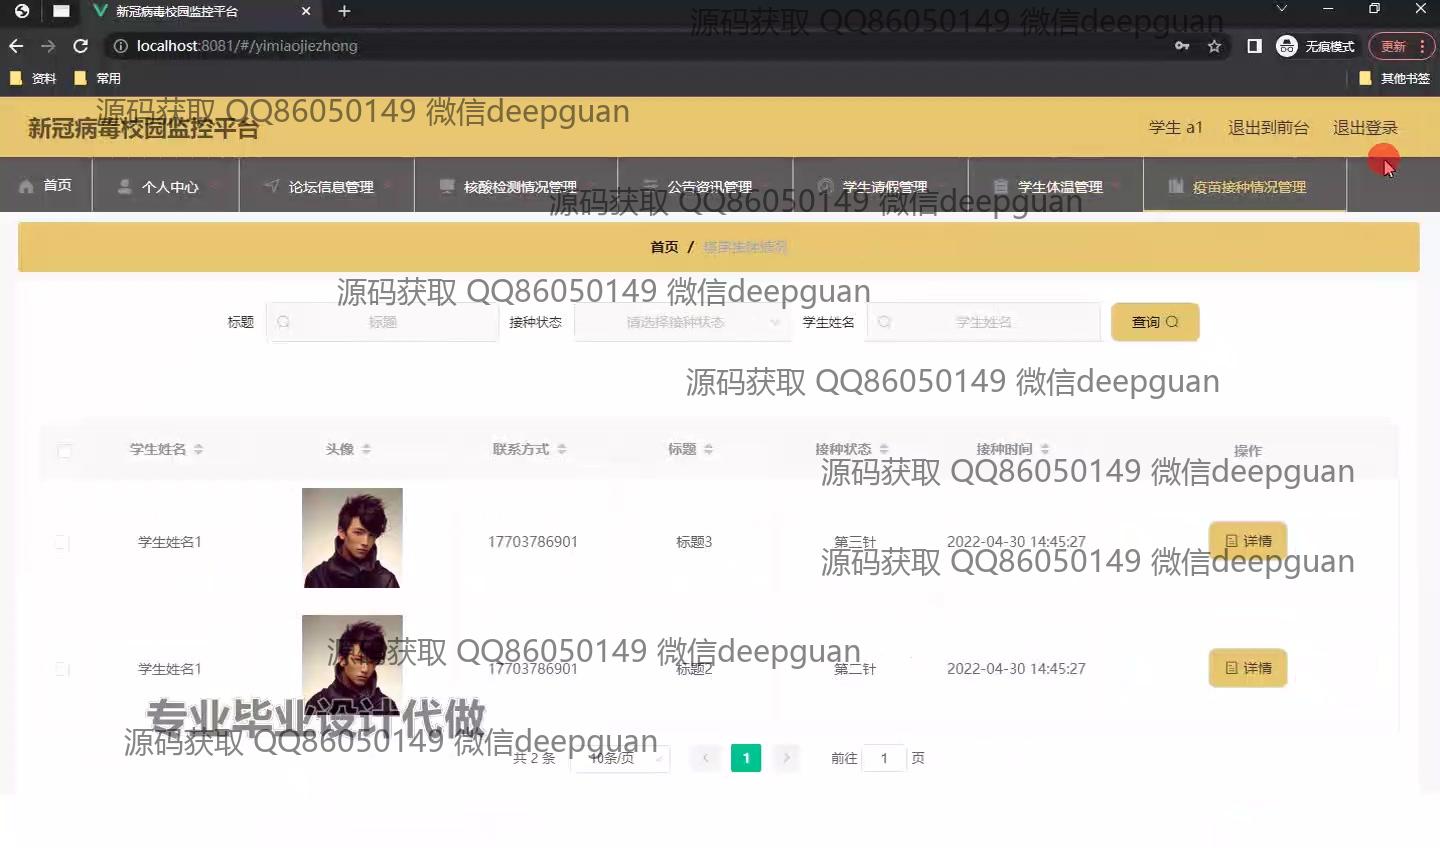 新冠病毒校园监控平台
localhost:8081/#/yimiaojiezhong
无痕模式
更新
资料
常用
其他书签
源码获取 QQ86050149 微信deepguan
源码获取 QQ86050149 微信deepguan
新冠病毒校园监控平台
学生 a1
退出到前台
退出登录
首页
个人中心
论坛信息管理
核酸检测情况管理
公告资讯管理
学生请假管理
学生体温管理
疫苗接种情况管理
源码获取 QQ86050149 微信deepguan
首页 / 疫苗接种情况
源码获取 QQ86050149 微信deepguan
标题
标题
接种状态
请选择接种状态
学生姓名
学生姓名
查询
源码获取 QQ86050149 微信deepguan
学生姓名
头像
联系方式
标题
接种状态
接种时间
操作
源码获取 QQ86050149 微信deepguan
学生姓名1
17703786901
标题3
第三针
2022-04-30 14:45:27
详情
源码获取 QQ86050149 微信deepguan
源码获取 QQ86050149 微信deepguan
学生姓名1
17703786901
标题2
第二针
2022-04-30 14:45:27
详情
专业毕业设计代做
源码获取 QQ86050149 微信deepguan
共 2 条
10条/页
1
前往
1
页